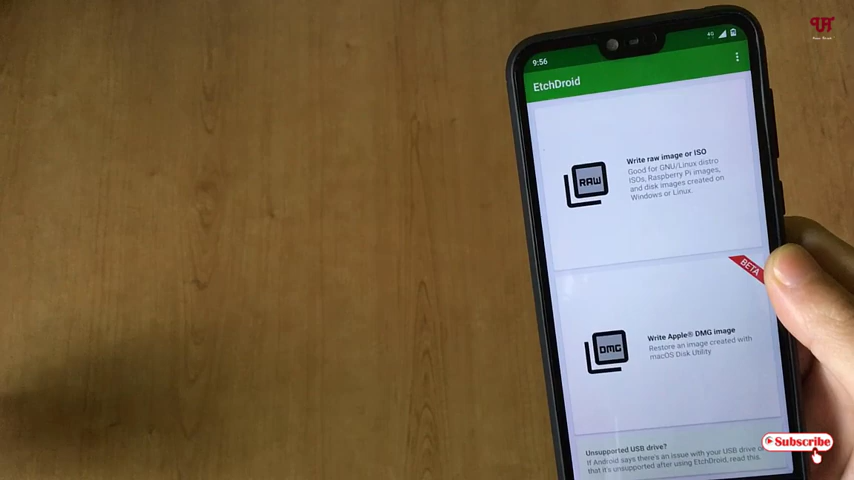 9:56
4G
EtchDroid
Write raw image or ISO
Good for GNU/Linux distro
ISOs, Raspberry Pi images,
and disk images created on
Windows or Linux.
RAW
BETA
Write Apple® DMG image
Restore an image created with
macOS Disk Utility
DMG
Unsupported USB drive?
If Android says there's an issue with your USB drive or
that it's unsupported after using EtchDroid, read this.
Subscribe